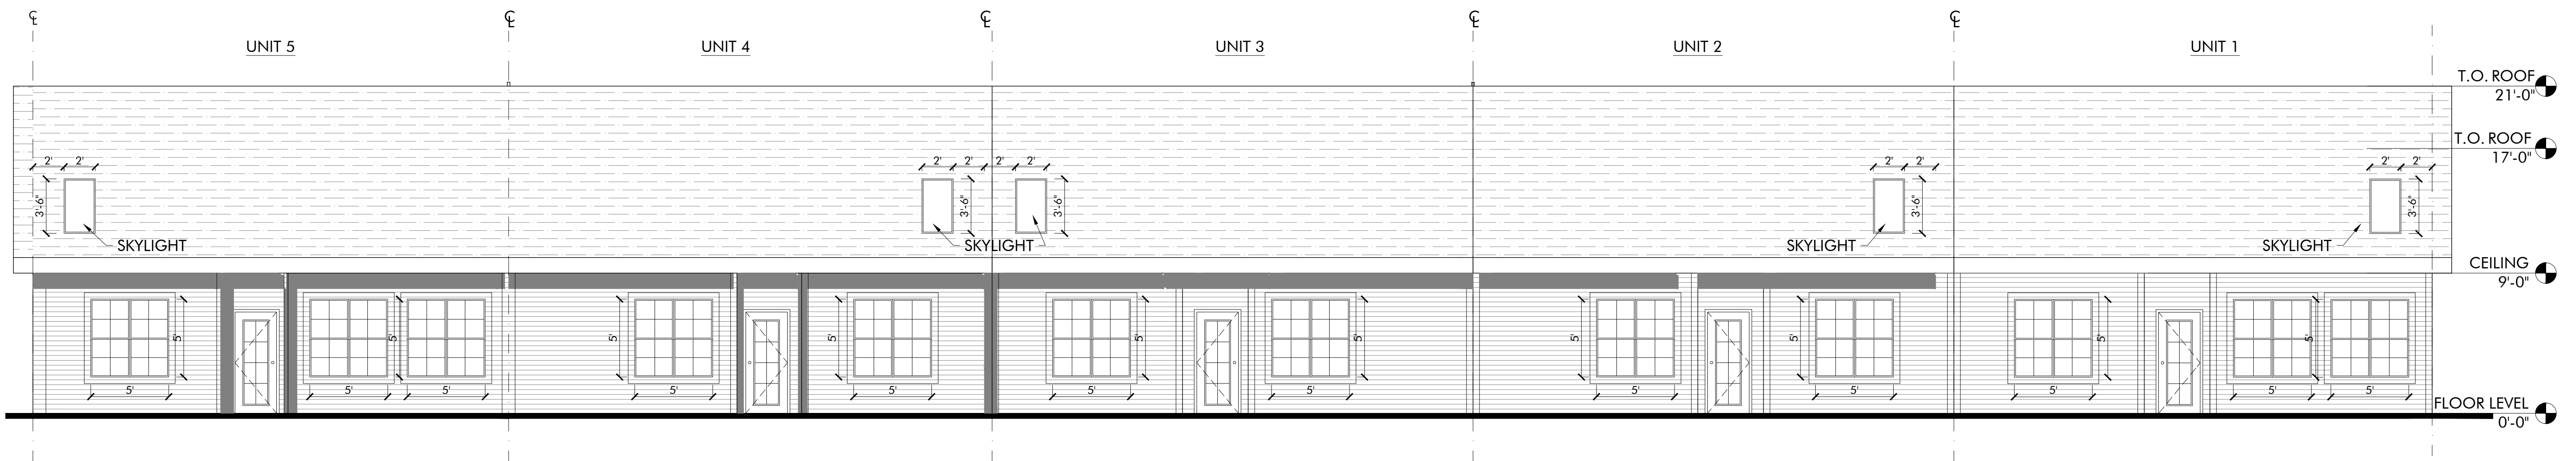 ℄ ℄ ℄ ℄ ℄
UNIT 5 UNIT 4 UNIT 3 UNIT 2 UNIT 1
T.O. ROOF
21'-0"
T.O. ROOF
17'-0"
2' 2' 2' 2' 2' 2' 2' 2' 2' 2'
3'-6" 3'-6" 3'-6" 3'-6" 3'-6"
SKYLIGHT SKYLIGHT SKYLIGHT SKYLIGHT
CEILING
9'-0"
5' 5' 5' 5' 5' 5' 5' 5' 5' 5' 5'
5' 5' 5' 5' 5' 5' 5' 5' 5' 5' 5' 5'
FLOOR LEVEL
0'-0"